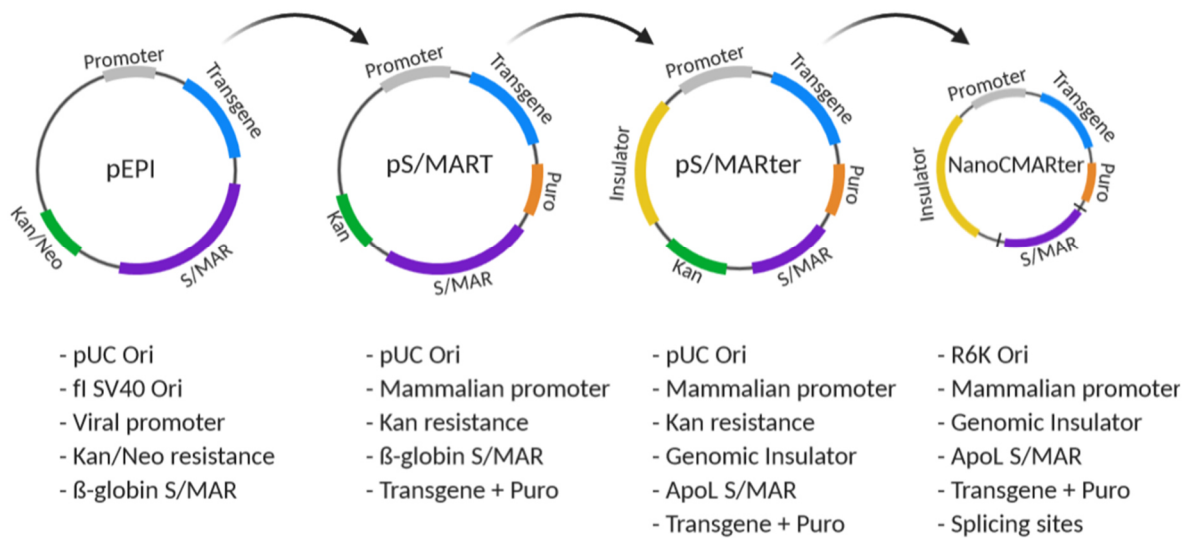 Promoter
Transgene
pEPI
Kan/Neo
S/MAR
Promoter
Transgene
pS/MART
Puro
Kan
S/MAR
Promoter
Transgene
Insulator
pS/MARter
Puro
Kan
S/MAR
Promoter
Transgene
Insulator
NanoCMARter
Puro
S/MAR
- pUC Ori
- fI SV40 Ori
- Viral promoter
- Kan/Neo resistance
- ß-globin S/MAR
- pUC Ori
- Mammalian promoter
- Kan resistance
- ß-globin S/MAR
- Transgene + Puro
- pUC Ori
- Mammalian promoter
- Kan resistance
- Genomic Insulator
- ApoL S/MAR
- Transgene + Puro
- R6K Ori
- Mammalian promoter
- Genomic Insulator
- ApoL S/MAR
- Transgene + Puro
- Splicing sites